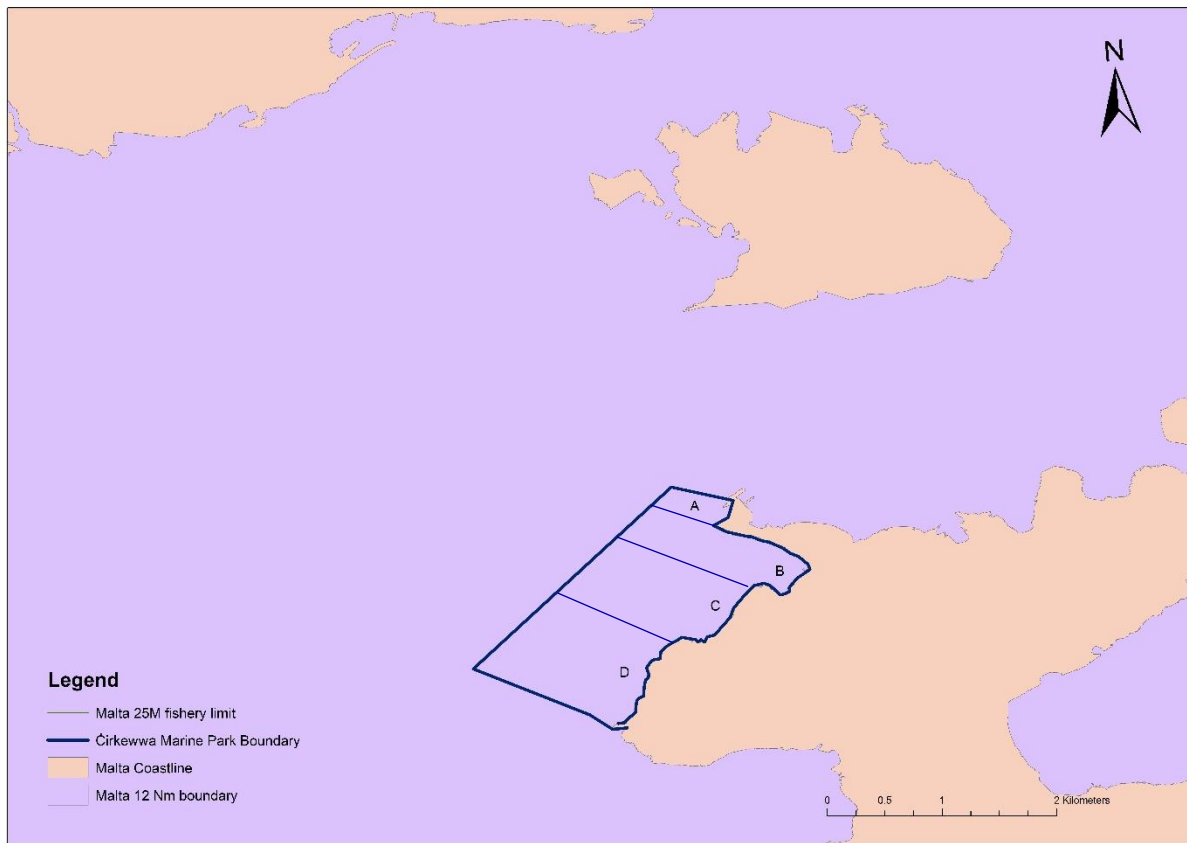 N
A
B
C
D
Legend
Malta 25M fishery limit
Ċirkewwa Marine Park Boundary
Malta Coastline
Malta 12 Nm boundary
0 0.5 1 2 Kilometers